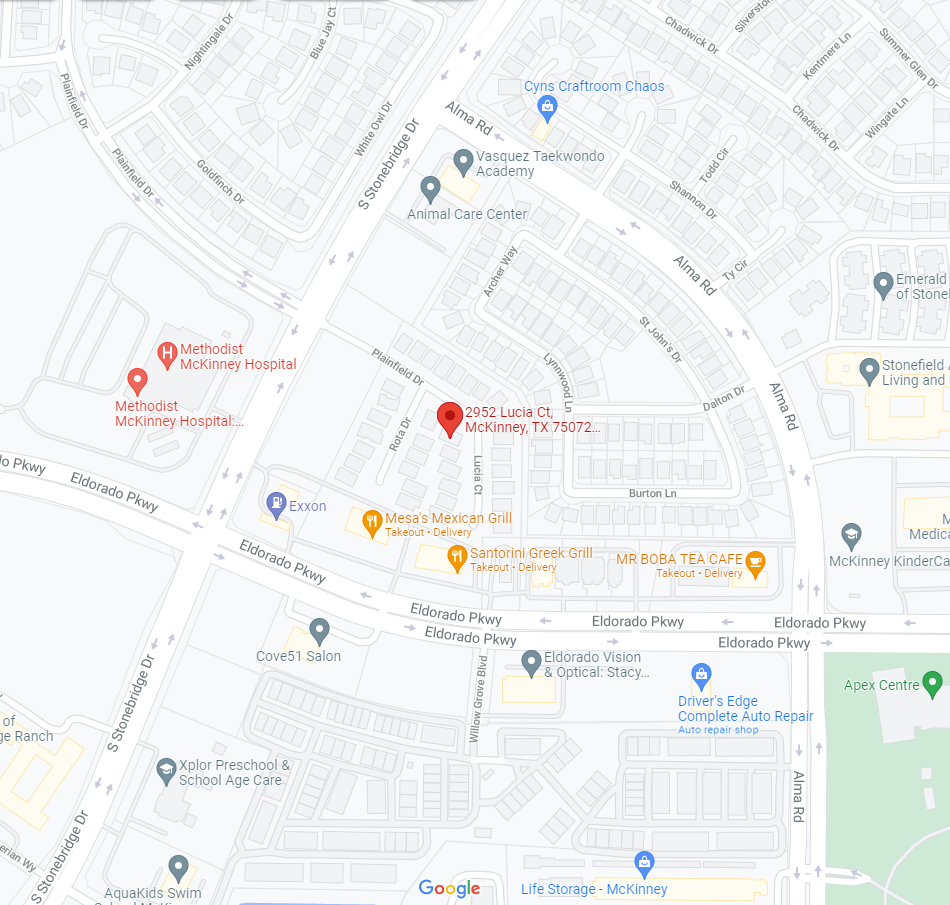 Nightingale Dr
Blue Jay Ct
Chadwick Dr
Silverston
Kentmere Ln
Summer Glen Dr
Plainfield Dr
White Owl Dr
S Stonebridge Dr
Alma Rd
Cyns Craftroom Chaos
Wingate Ln
Chadwick Dr
Todd Cir
Plainfield Dr
Goldfinch Dr
Vasquez Taekwondo
Academy
Animal Care Center
Shannon Dr
Ty Cir
Alma Rd
Archer Way
Emerald
of Stonel
St John's Dr
Methodist
McKinney Hospital
Plainfield Dr
Lynnwood Ln
Stonefield
Living and
Methodist
McKinney Hospital:...
2952 Lucia Ct,
McKinney, TX 75072...
Rota Dr
Dalton Dr
Alma Rd
lo Pkwy
Eldorado Pkwy
Lucia Ct
Burton Ln
Exxon
Mesa's Mexican Grill
Takeout • Delivery
M
Medica
Eldorado Pkwy
Santorini Greek Grill
Takeout • Delivery
MR BOBA TEA CAFE
Takeout • Delivery
McKinney KinderCa
Eldorado Pkwy
Eldorado Pkwy
Eldorado Pkwy
Eldorado Pkwy
Eldorado Pkwy
Cove51 Salon
Willow Grove Blvd
Eldorado Vision
& Optical: Stacy...
Apex Centre
S Stonebridge Dr
Driver's Edge
Complete Auto Repair
Auto repair shop
of
ge Ranch
Xplor Preschool &
School Age Care
Alma Rd
S Stonebridge Dr
erian Wy
AquaKids Swim
Google
Life Storage - McKinney